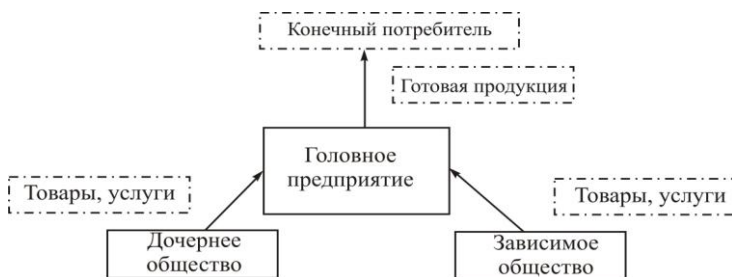 Конечный потребитель
Готовая продукция
Головное
предприятие
Товары, услуги
Товары, услуги
Дочернее
общество
Зависимое
общество